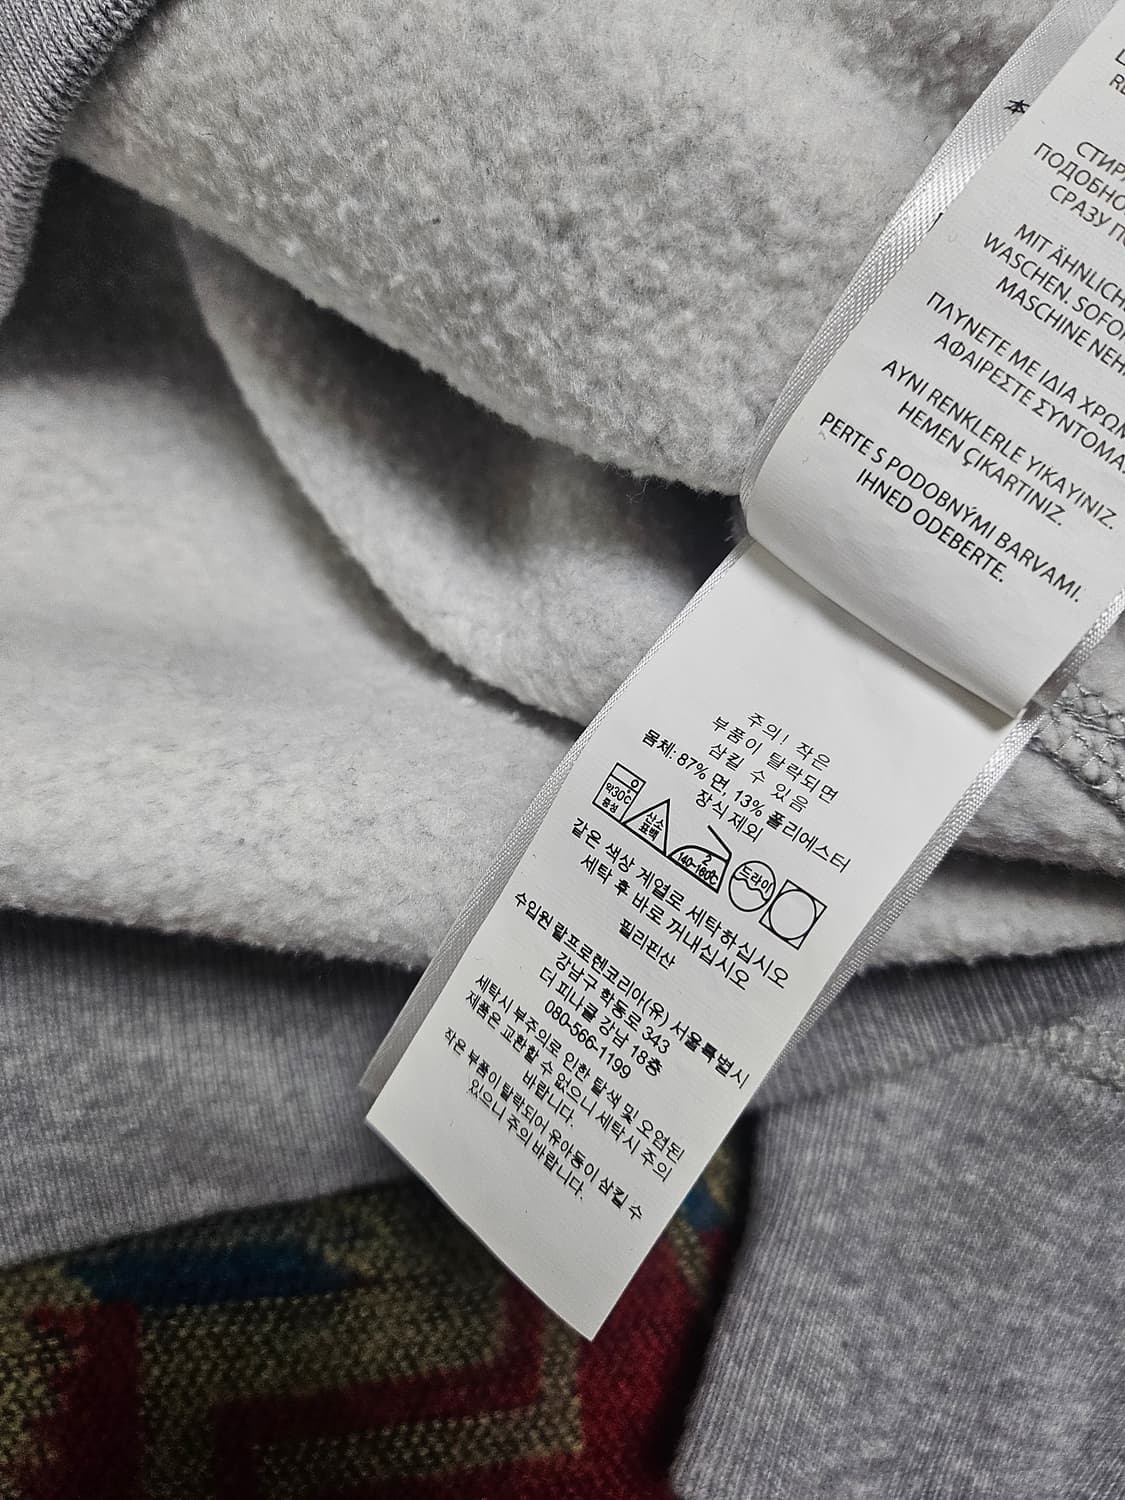 本
СТИР
ПОДОБНО
СРАЗУ П
MIT ÄHNLICH
WASCHEN. SOFO
MASCHINE NEH
ΠΛΥΝΕΤΕ ΜΕ ΙΔΙΑ ΧΡΩΜ
ΑΦΑΙΡΕΣΤΕ ΣΥΝΤΟΜΑ.
AYNI RENKLERLE YIKAYINIZ.
HEMEN ÇIKARTINIZ.
PERTE S PODOBNÝMI BARVAMI.
IHNED ODEBERTE.
주의! 작은
부품이 탈락되면
삼킬 수 있음
몸체: 87% 면, 13% 폴리에스터
장식제외
약30℃
중성
산소
표백
2
140-160℃
드라이
같은 색상 계열로 세탁하십시오
세탁 후 바로 꺼내십시오
필리핀산
수입원 랄프로렌코리아(유) 서울특별시
강남구 학동로 343
더 피나클 강남 18층
080-566-1199
세탁시 부주의로 인한 탈색 및 오염된
제품은 교환할 수 없으니 세탁시 주의
바랍니다.
작은 부품이 탈락되어 유아동이 삼킬 수
있으니 주의 바랍니다.